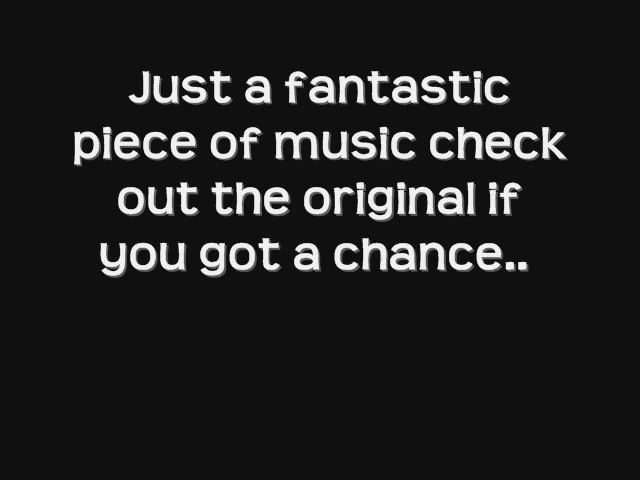 Just a fantastic
piece of music check
out the original if
you got a chance..